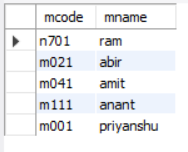 mcode mname
n701 ram
m021 abir
m041 amit
m111 anant
m001 priyanshu